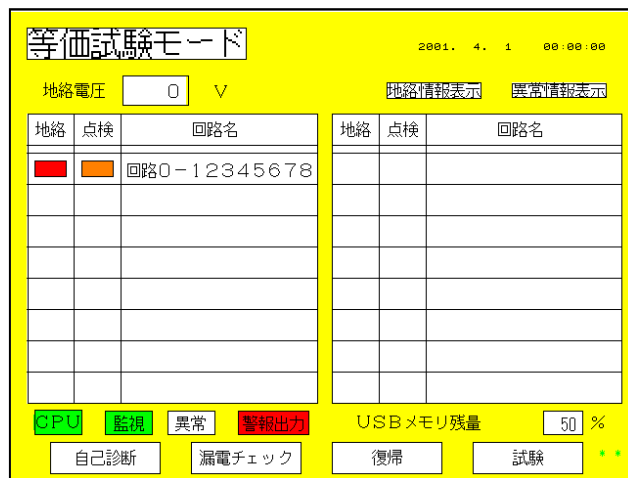 等価試験モード 2001. 4. 1 00:00:00
地絡電圧 0 V 地絡情報表示 異常情報表示
地絡 点検 回路名 地絡 点検 回路名
回路0-12345678
CPU 監視 異常 警報出力 USBメモリ残量 50 %
自己診断 漏電チェック 復帰 試験 **